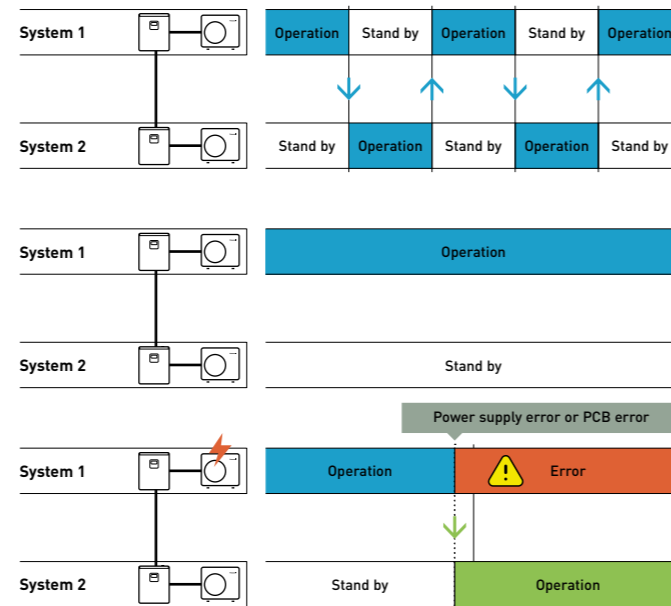 System 1 Operation Stand by Operation Stand by Operation
System 2 Stand by Operation Stand by Operation Stand by
System 1 Operation
System 2 Stand by
Power supply error or PCB error
System 1 Operation Error
System 2 Stand by Operation